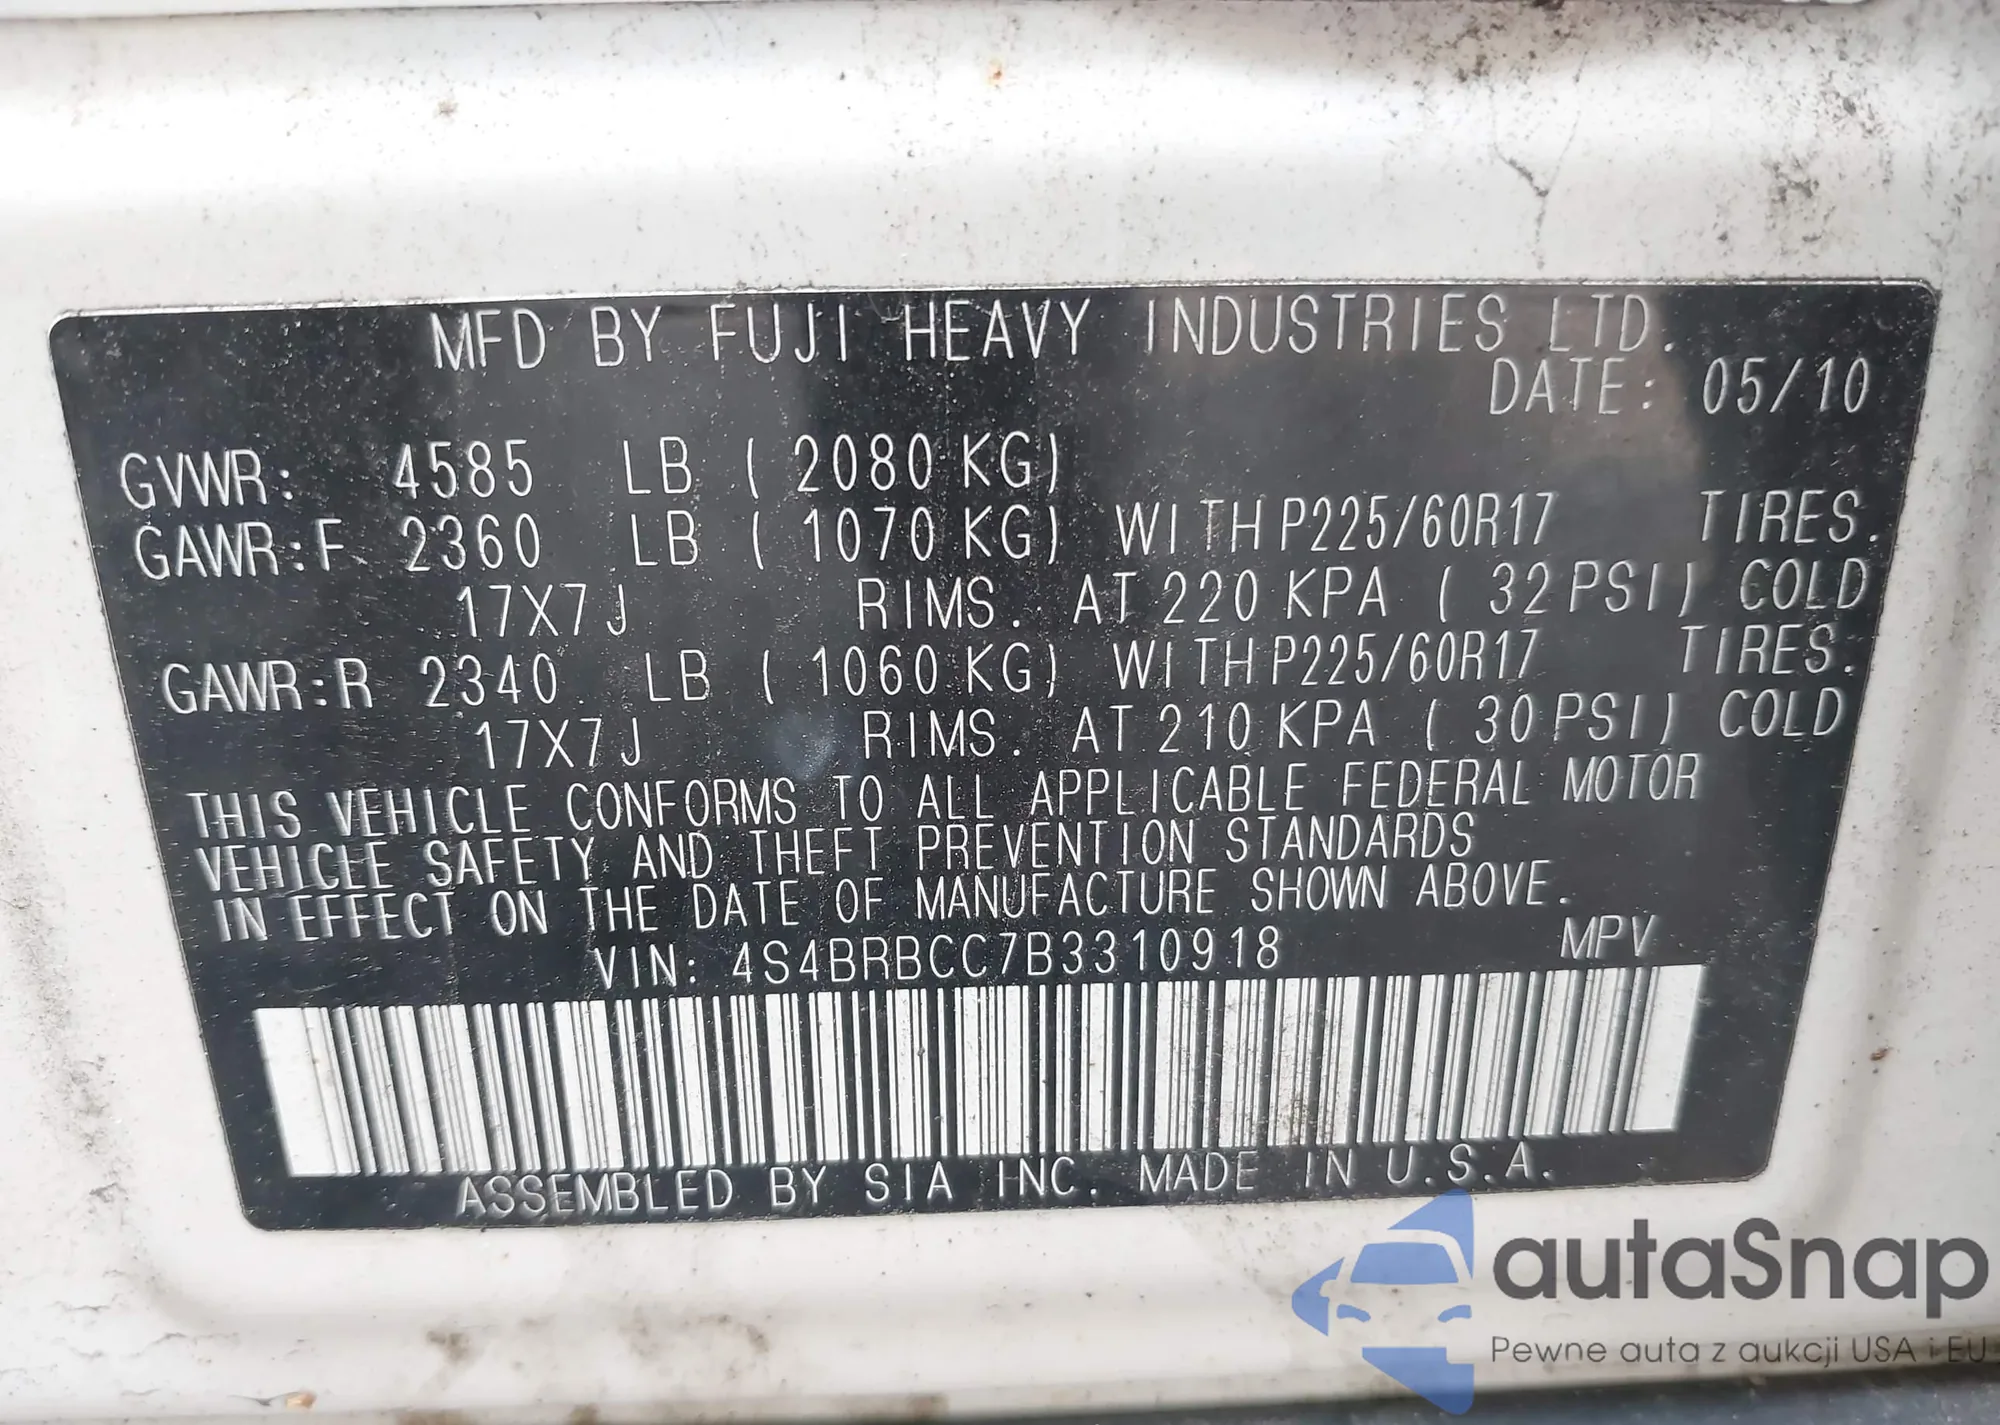 MFD BY FUJI HEAVY INDUSTRIES LTD.
DATE: 05/10
GVWR: 4585 LB ( 2080 KG)
GAWR:F 2360 LB ( 1070 KG) WITH P225/60R17 TIRES.
17X7J RIMS. AT 220 KPA ( 32 PSI) COLD
GAWR:R 2340 LB ( 1060 KG) WITH P225/60R17 TIRES.
17X7J RIMS. AT 210 KPA ( 30 PSI) COLD
THIS VEHICLE CONFORMS TO ALL APPLICABLE FEDERAL MOTOR
VEHICLE SAFETY AND THEFT PREVENTION STANDARDS
IN EFFECT ON THE DATE OF MANUFACTURE SHOWN ABOVE.
VIN: 4S4BRBCC7B3310918 MPV
ASSEMBLED BY SIA INC. MADE IN U.S.A.
autaSnap
Pewne auta z aukcji USA i EU